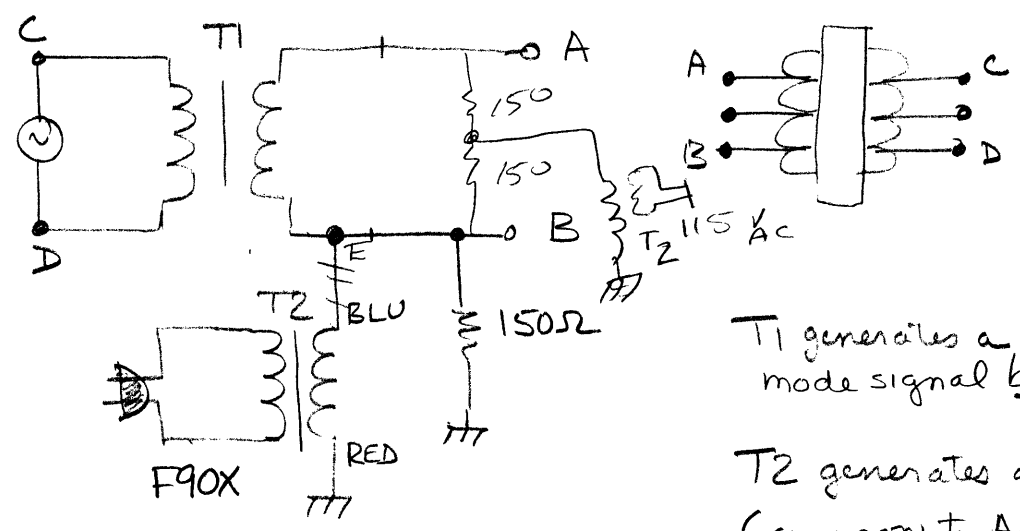 C
T1
A
150
150
B
T2
115 VAC
D
E
BLU
T2
150Ω
RED
F90X
A
C
B
D
T1 generates a
mode signal
T2 generates